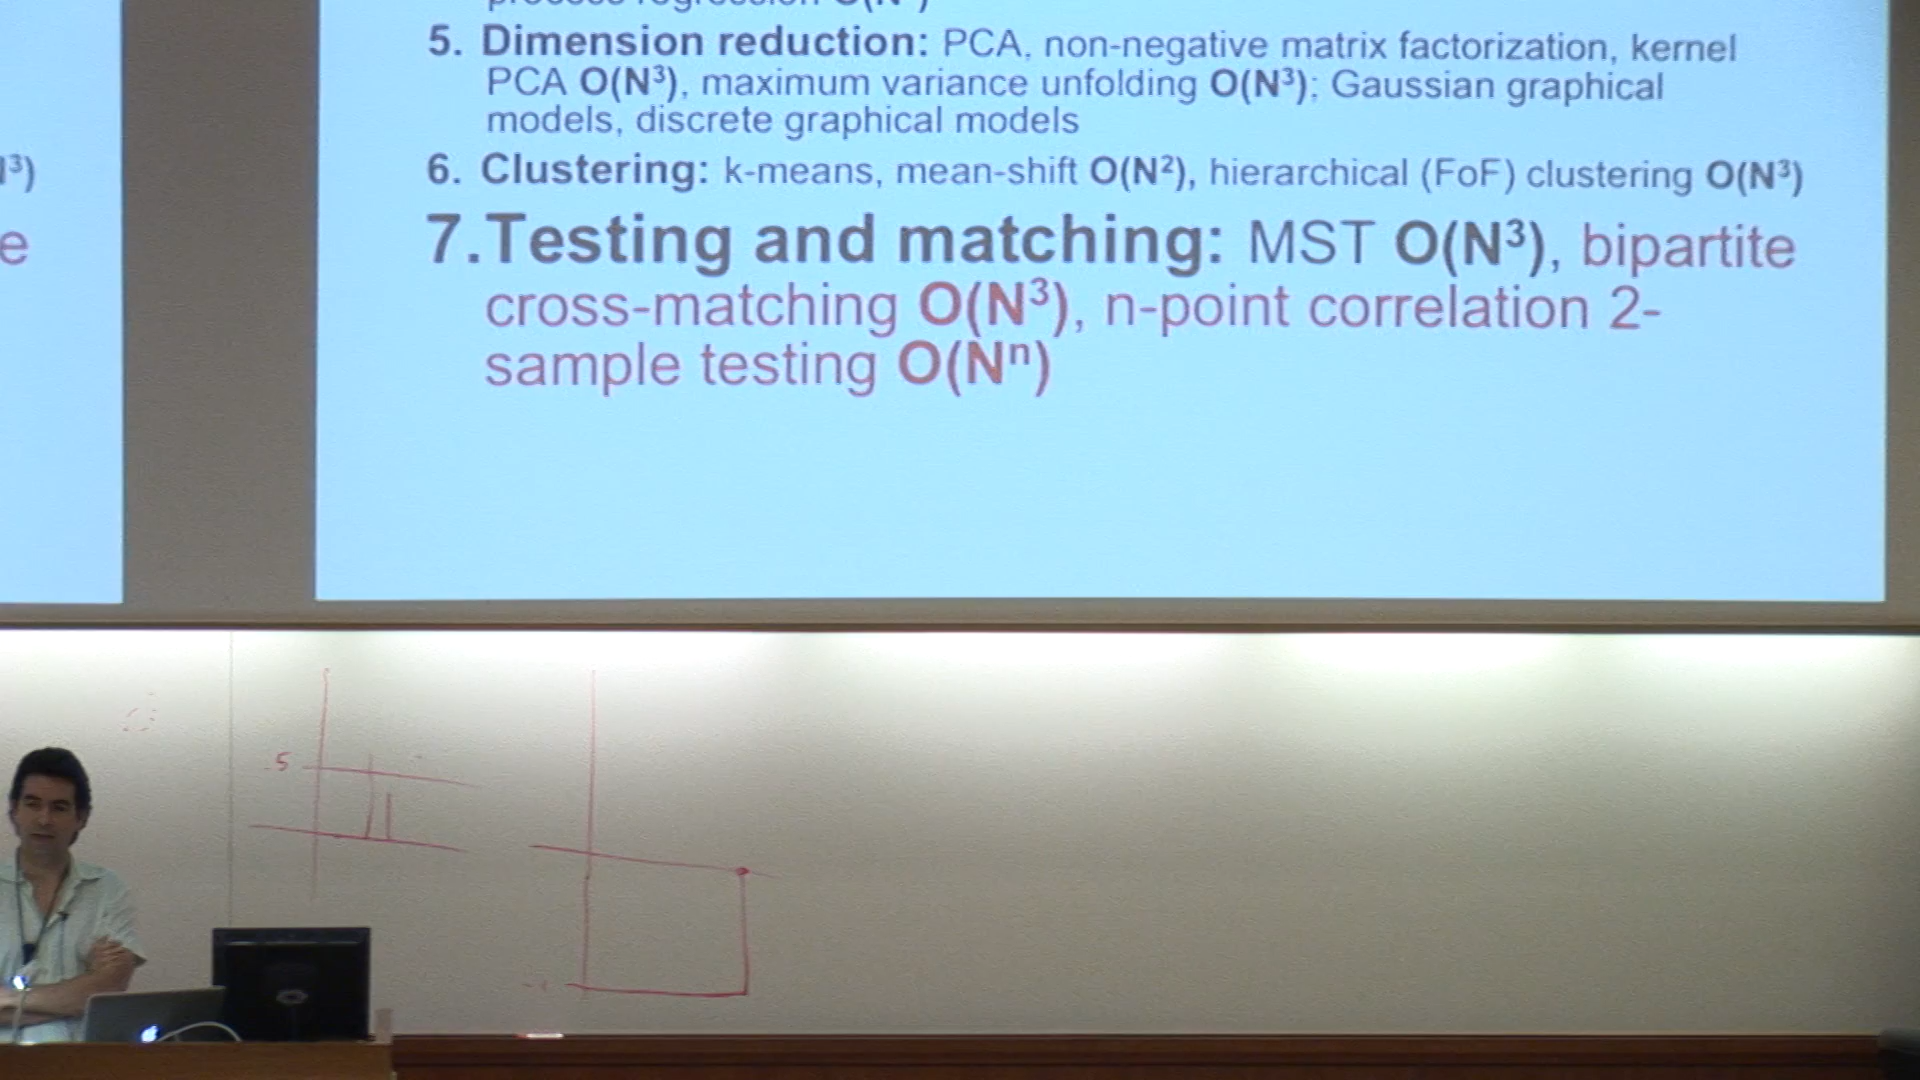 5. Dimension reduction: PCA, non-negative matrix factorization, kernel
PCA O(N³), maximum variance unfolding O(N³); Gaussian graphical
models, discrete graphical models
6. Clustering: k-means, mean-shift O(N²), hierarchical (FoF) clustering O(N³)
7. Testing and matching: MST O(N³), bipartite
cross-matching O(N³), n-point correlation 2-
sample testing O(Nⁿ)
³)
e
.5